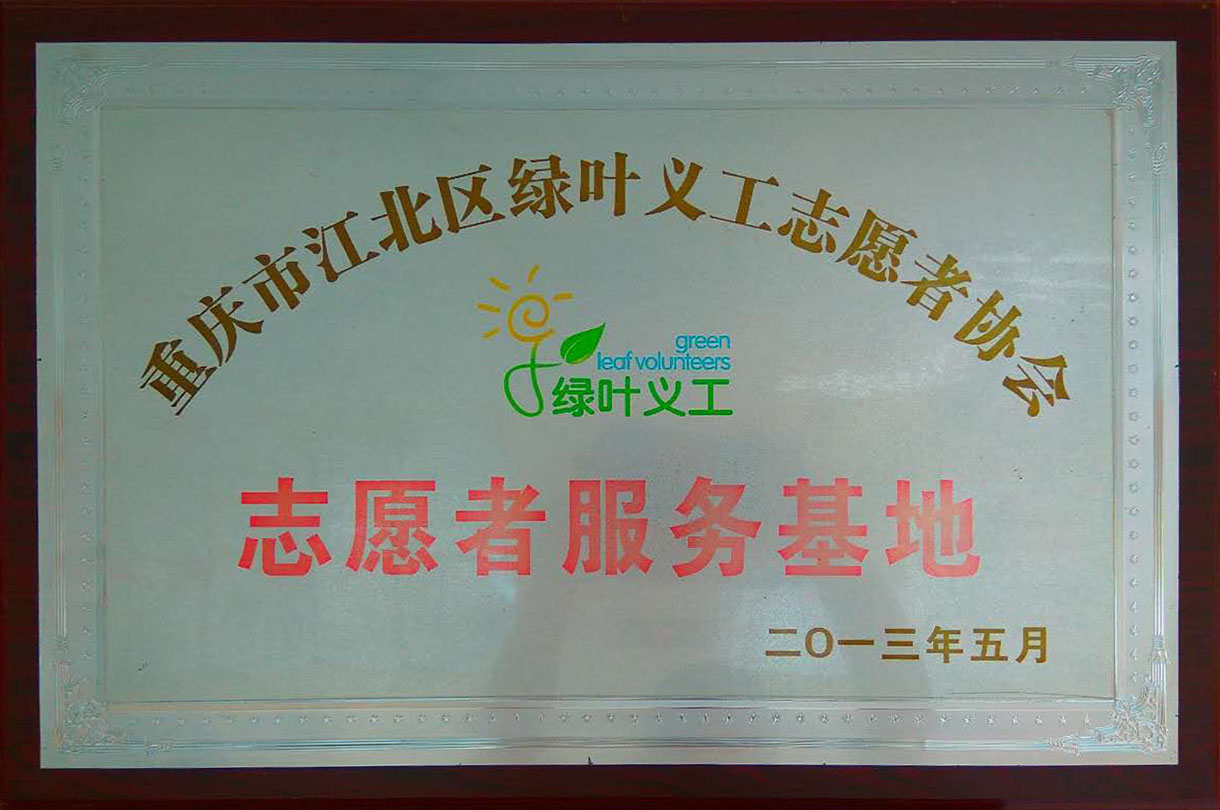 重庆市江北区绿叶义工志愿者协会
green
leaf volunteers
绿叶义工
志愿者服务基地
二〇一三年五月